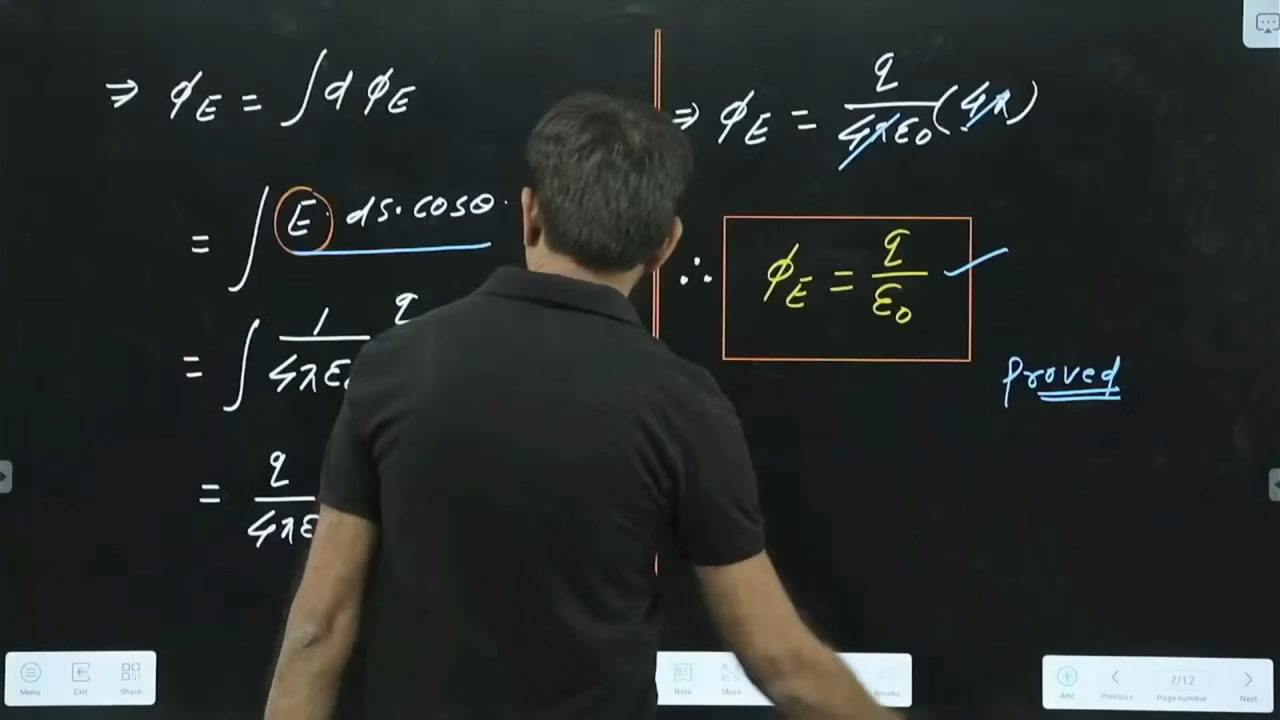 ⇒ ϕE = ∫ d ϕE
= ∫ E · ds · cosθ ·
= ∫ 1/4πε q
= q/4πε
⇒ ϕE = q/4πε0 (4π)
∴ ϕE = q/ε0
Proved
Menu Exit Share
Note Move
Add Previous 7/12 Page number Next